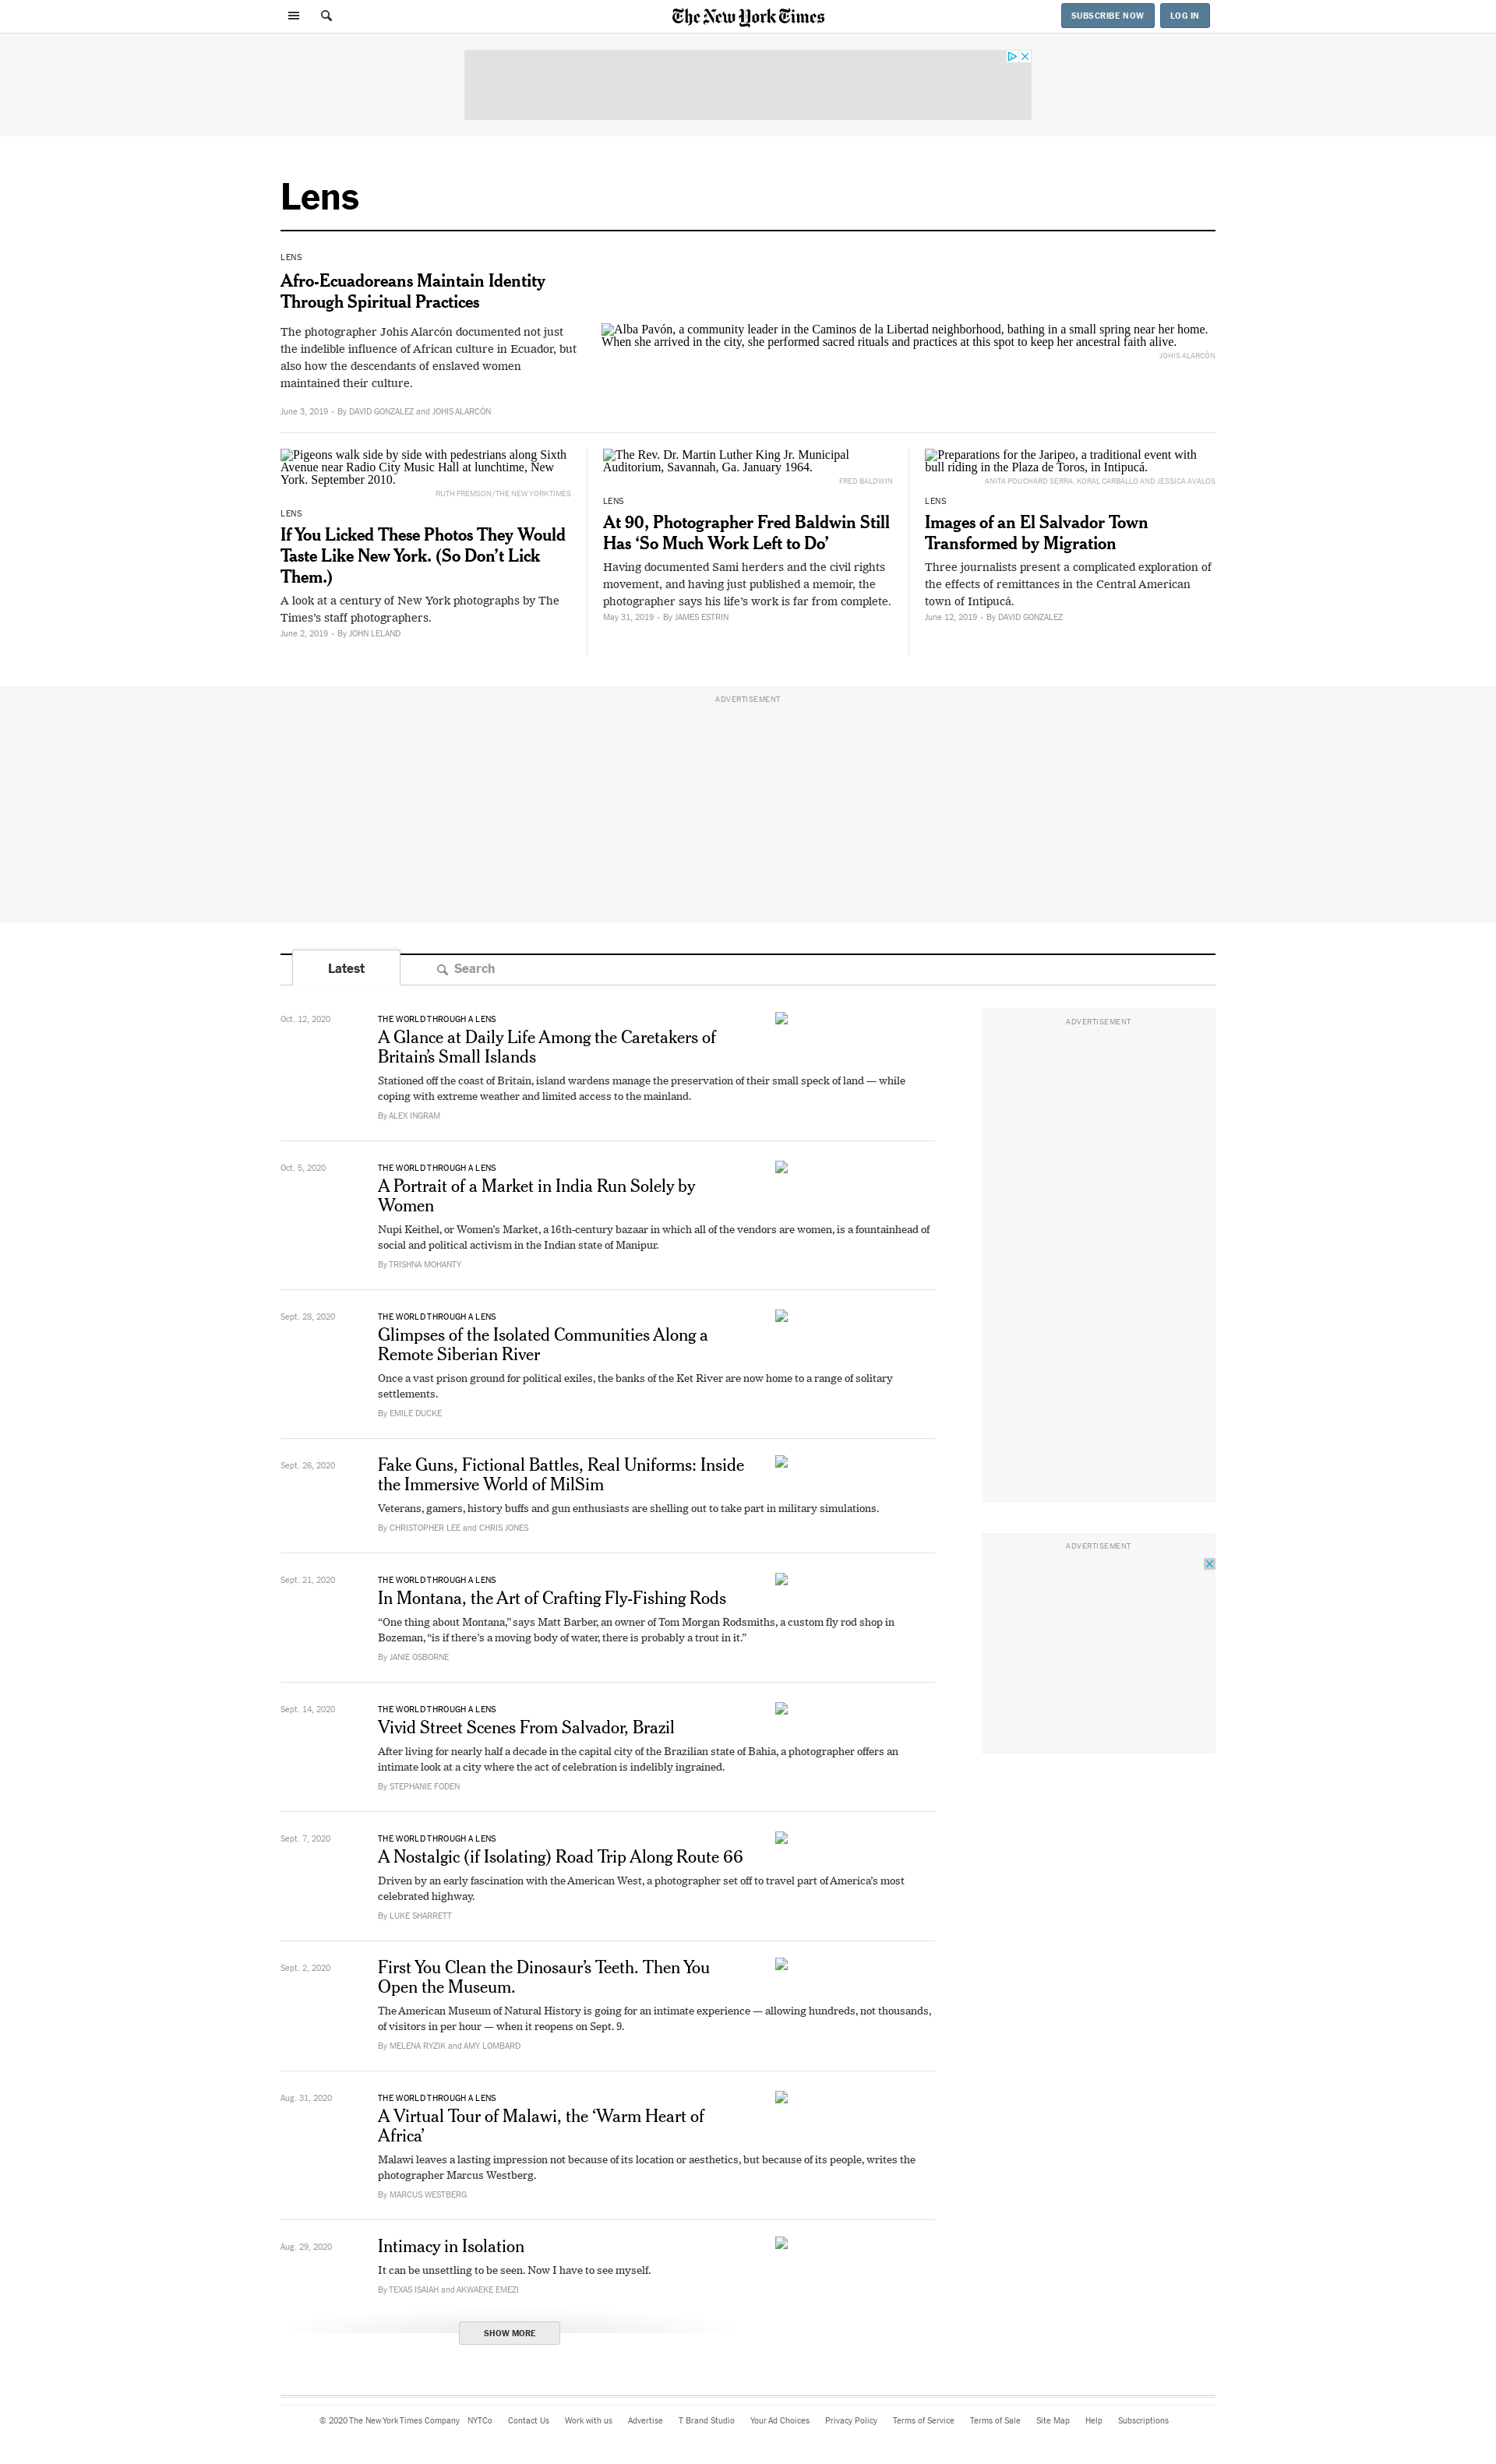 The New York Times
SUBSCRIBE NOW
LOG IN
Lens
LENS
Afro-Ecuadoreans Maintain Identity
Through Spiritual Practices
The photographer Johis Alarcón documented not just
the indelible influence of African culture in Ecuador, but
also how the descendants of enslaved women
maintained their culture.
June 3, 2019 • By DAVID GONZALEZ and JOHIS ALARCÓN
Alba Pavón, a community leader in the Caminos de la Libertad neighborhood, bathing in a small spring near her home.
When she arrived in the city, she performed sacred rituals and practices at this spot to keep her ancestral faith alive.
JOHIS ALARCÓN
Pigeons walk side by side with pedestrians along Sixth
Avenue near Radio City Music Hall at lunchtime, New
York. September 2010.
RUTH FREMSON/THE NEW YORK TIMES
LENS
If You Licked These Photos They Would
Taste Like New York. (So Don’t Lick
Them.)
A look at a century of New York photographs by The
Times’s staff photographers.
June 2, 2019 • By JOHN LELAND
The Rev. Dr. Martin Luther King Jr. Municipal
Auditorium, Savannah, Ga. January 1964.
FRED BALDWIN
LENS
At 90, Photographer Fred Baldwin Still
Has ‘So Much Work Left to Do’
Having documented Sami herders and the civil rights
movement, and having just published a memoir, the
photographer says his life’s work is far from complete.
May 31, 2019 • By JAMES ESTRIN
Preparations for the Jaripeo, a traditional event with
bull riding in the Plaza de Toros, in Intipucá.
ANITA POUCHARD SERRA, KORAL CARBALLO AND JESSICA AVALOS
LENS
Images of an El Salvador Town
Transformed by Migration
Three journalists present a complicated exploration of
the effects of remittances in the Central American
town of Intipucá.
June 12, 2019 • By DAVID GONZALEZ
ADVERTISEMENT
Latest
Search
Oct. 12, 2020
THE WORLD THROUGH A LENS
A Glance at Daily Life Among the Caretakers of
Britain’s Small Islands
Stationed off the coast of Britain, island wardens manage the preservation of their small speck of land — while
coping with extreme weather and limited access to the mainland.
By ALEX INGRAM
Oct. 5, 2020
THE WORLD THROUGH A LENS
A Portrait of a Market in India Run Solely by
Women
Nupi Keithel, or Women’s Market, a 16th-century bazaar in which all of the vendors are women, is a fountainhead of
social and political activism in the Indian state of Manipur.
By TRISHNA MOHANTY
Sept. 28, 2020
THE WORLD THROUGH A LENS
Glimpses of the Isolated Communities Along a
Remote Siberian River
Once a vast prison ground for political exiles, the banks of the Ket River are now home to a range of solitary
settlements.
By EMILE DUCKE
Sept. 26, 2020
Fake Guns, Fictional Battles, Real Uniforms: Inside
the Immersive World of MilSim
Veterans, gamers, history buffs and gun enthusiasts are shelling out to take part in military simulations.
By CHRISTOPHER LEE and CHRIS JONES
Sept. 21, 2020
THE WORLD THROUGH A LENS
In Montana, the Art of Crafting Fly-Fishing Rods
“One thing about Montana,” says Matt Barber, an owner of Tom Morgan Rodsmiths, a custom fly rod shop in
Bozeman, “is if there’s a moving body of water, there is probably a trout in it.”
By JANIE OSBORNE
Sept. 14, 2020
THE WORLD THROUGH A LENS
Vivid Street Scenes From Salvador, Brazil
After living for nearly half a decade in the capital city of the Brazilian state of Bahia, a photographer offers an
intimate look at a city where the act of celebration is indelibly ingrained.
By STEPHANIE FODEN
Sept. 7, 2020
THE WORLD THROUGH A LENS
A Nostalgic (if Isolating) Road Trip Along Route 66
Driven by an early fascination with the American West, a photographer set off to travel part of America’s most
celebrated highway.
By LUKE SHARRETT
Sept. 2, 2020
First You Clean the Dinosaur’s Teeth. Then You
Open the Museum.
The American Museum of Natural History is going for an intimate experience — allowing hundreds, not thousands,
of visitors in per hour — when it reopens on Sept. 9.
By MELENA RYZIK and AMY LOMBARD
Aug. 31, 2020
THE WORLD THROUGH A LENS
A Virtual Tour of Malawi, the ‘Warm Heart of
Africa’
Malawi leaves a lasting impression not because of its location or aesthetics, but because of its people, writes the
photographer Marcus Westberg.
By MARCUS WESTBERG
Aug. 29, 2020
Intimacy in Isolation
It can be unsettling to be seen. Now I have to see myself.
By TEXAS ISAIAH and AKWAEKE EMEZI
SHOW MORE
ADVERTISEMENT
ADVERTISEMENT
© 2020 The New York Times Company NYTCo Contact Us Work with us Advertise T Brand Studio Your Ad Choices Privacy Policy Terms of Service Terms of Sale Site Map Help Subscriptions